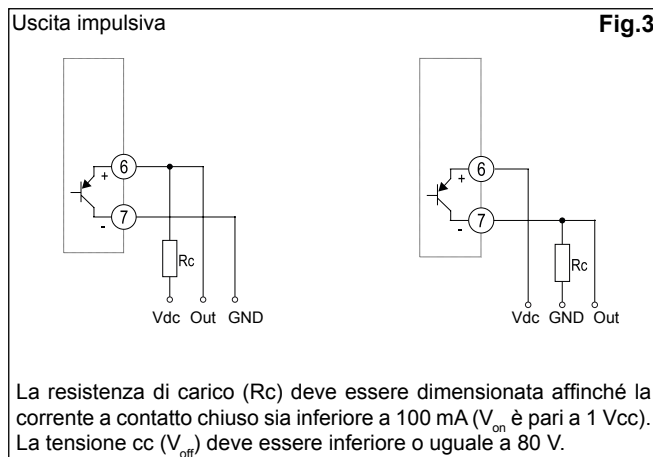 Uscita impulsiva Fig.3
6 6
+ +
7 7
- -
Rc Rc
Vdc Out GND Vdc GND Out
La resistenza di carico (Rc) deve essere dimensionata affinché la
corrente a contatto chiuso sia inferiore a 100 mA (Von è pari a 1 Vcc).
La tensione cc (Voff) deve essere inferiore o uguale a 80 V.